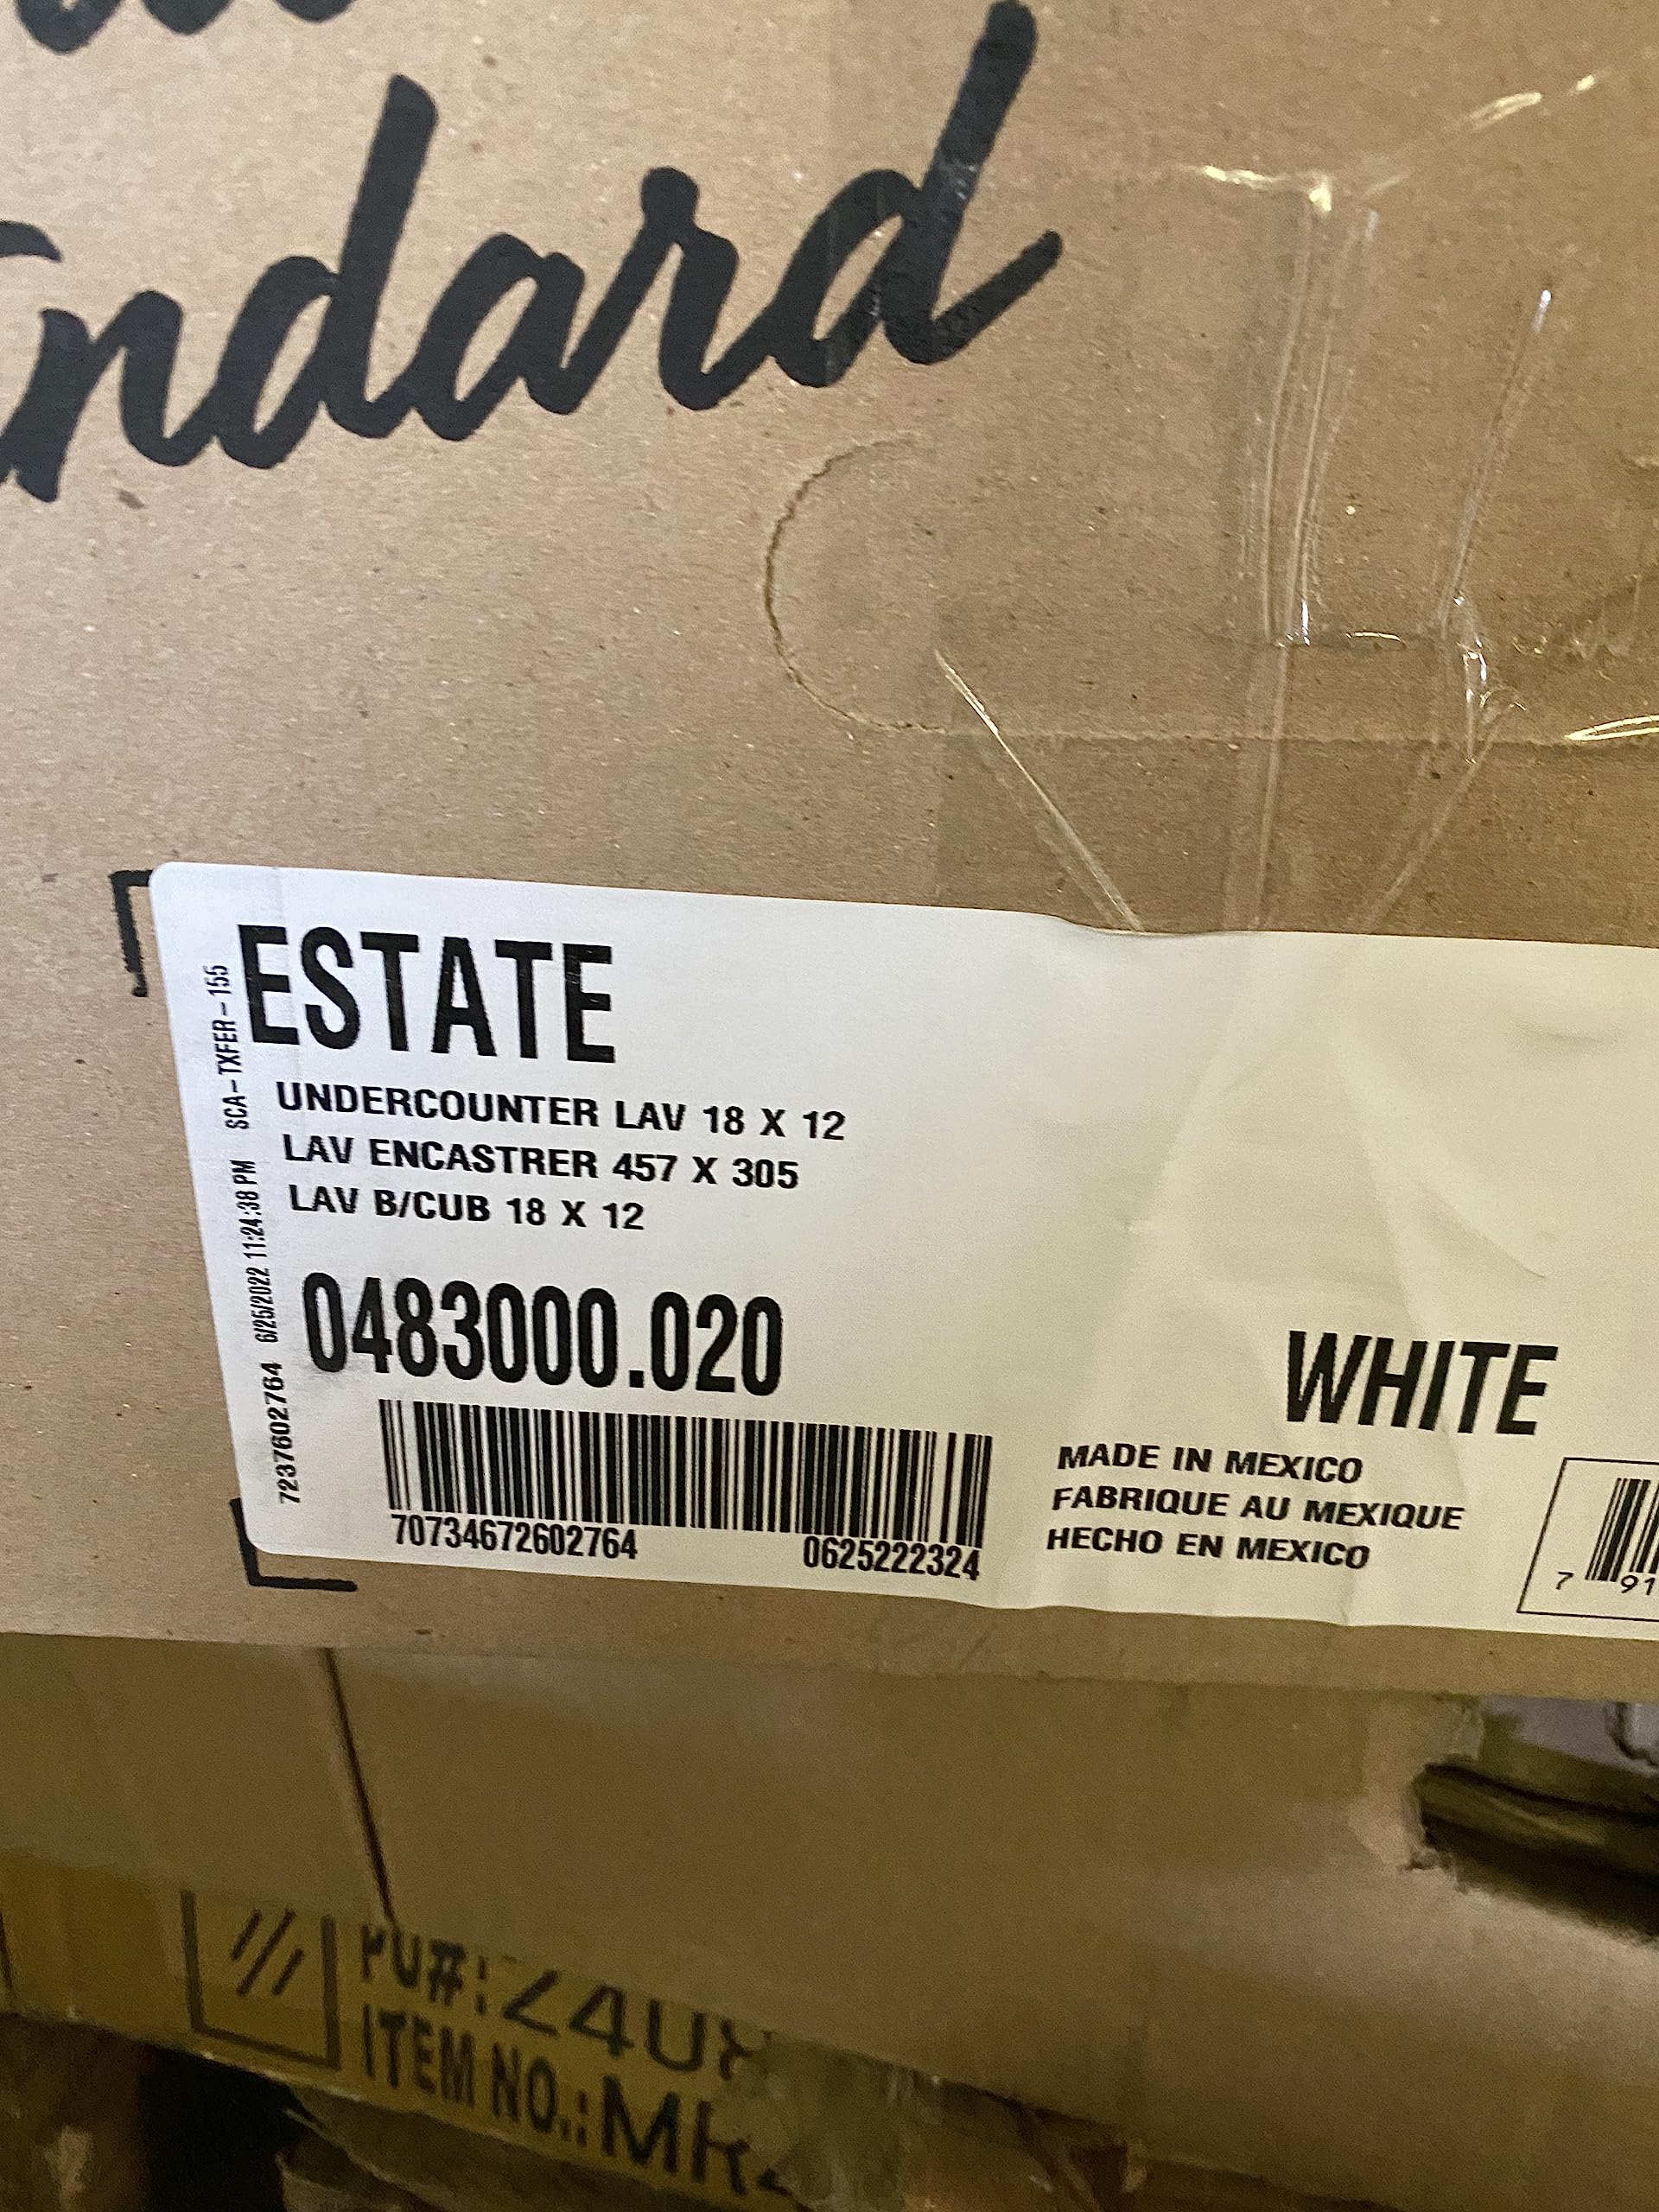 ndard
ESTATE
UNDERCOUNTER LAV 18 X 12
LAV ENCASTRER 457 X 305
LAV B/CUB 18 X 12
0483000.020
WHITE
70734672602764 0625222324
MADE IN MEXICO
FABRIQUE AU MEXIQUE
HECHO EN MEXICO
7 91
7237602764 6/25/2022 11:24:38 PM SCA-TXFER-155
ITEM NO.: